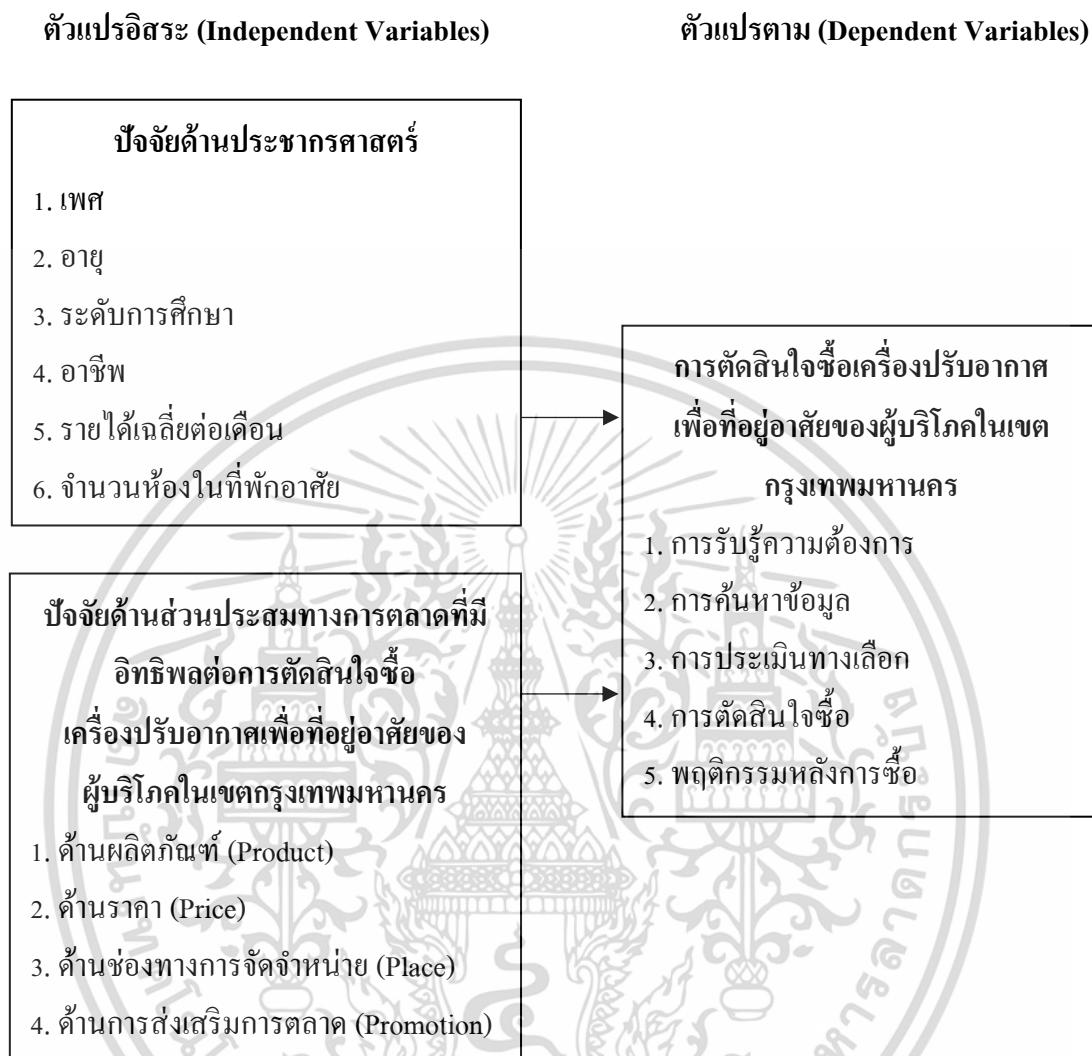 ตัวแปรอิสระ (Independent Variables)
ตัวแปรตาม (Dependent Variables)
ปัจจัยด้านประชากรศาสตร์
1. เพศ
2. อายุ
3. ระดับการศึกษา
4. อาชีพ
5. รายได้เฉลี่ยต่อเดือน
6. จำนวนห้องในที่พักอาศัย
ปัจจัยด้านส่วนประสมทางการตลาดที่มี
อิทธิพลต่อการตัดสินใจซื้อ
เครื่องปรับอากาศเพื่อที่อยู่อาศัยของ
ผู้บริโภคในเขตกรุงเทพมหานคร
1. ด้านผลิตภัณฑ์ (Product)
2. ด้านราคา (Price)
3. ด้านช่องทางการจัดจำหน่าย (Place)
4. ด้านการส่งเสริมการตลาด (Promotion)
การตัดสินใจซื้อเครื่องปรับอากาศ
เพื่อที่อยู่อาศัยของผู้บริโภคในเขต
กรุงเทพมหานคร
1. การรับรู้ความต้องการ
2. การค้นหาข้อมูล
3. การประเมินทางเลือก
4. การตัดสินใจซื้อ
5. พฤติกรรมหลังการซื้อ